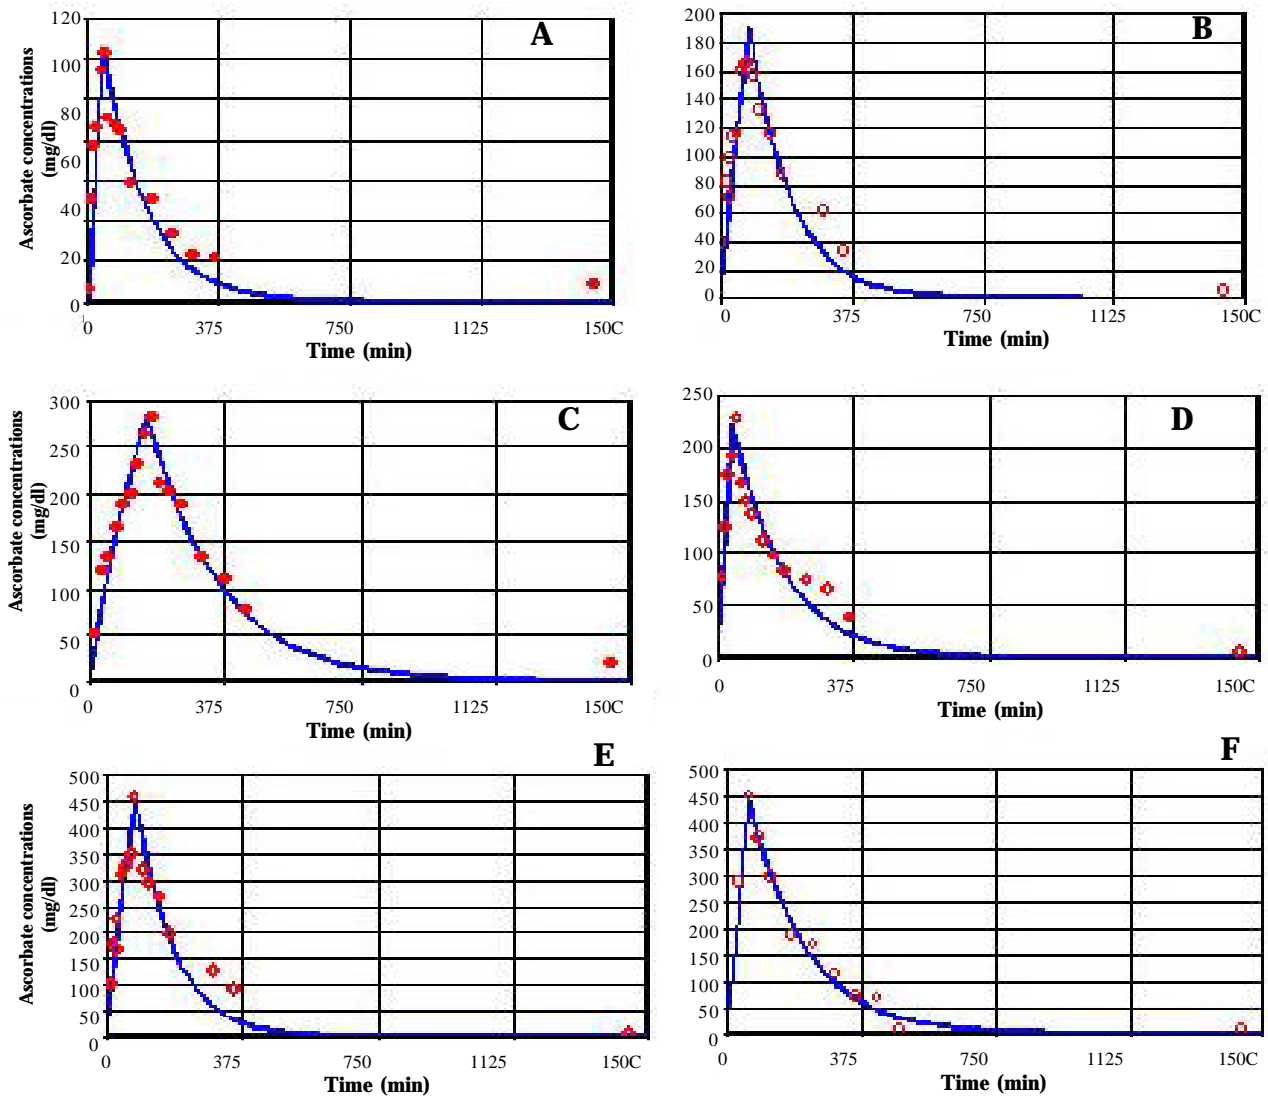 A
Ascorbate concentrations
(mg/dl)
120
100
80
60
40
20
0
0 375 750 1125 150C
Time (min)
B
200
180
160
140
120
100
80
60
40
20
0
0 375 750 1125 150C
Time (min)
C
Ascorbate concentrations
(mg/dl)
300
250
200
150
100
50
0
0 375 750 1125 150C
Time (min)
D
250
200
150
100
50
0
0 375 750 1125 150C
Time (min)
E
Ascorbate concentrations
(mg/dl)
500
450
400
350
300
250
200
150
100
50
0
0 375 750 1125 150C
Time (min)
F
500
450
400
350
300
250
200
150
100
50
0
0 375 750 1125 150C
Time (min)